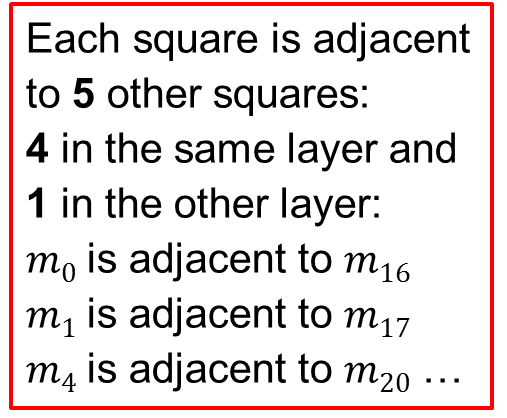 Each square is adjacent
to 5 other squares:
4 in the same layer and
1 in the other layer:
𝑚₀ is adjacent to 𝑚₁₆
𝑚₁ is adjacent to 𝑚₁₇
𝑚₄ is adjacent to 𝑚₂₀ …